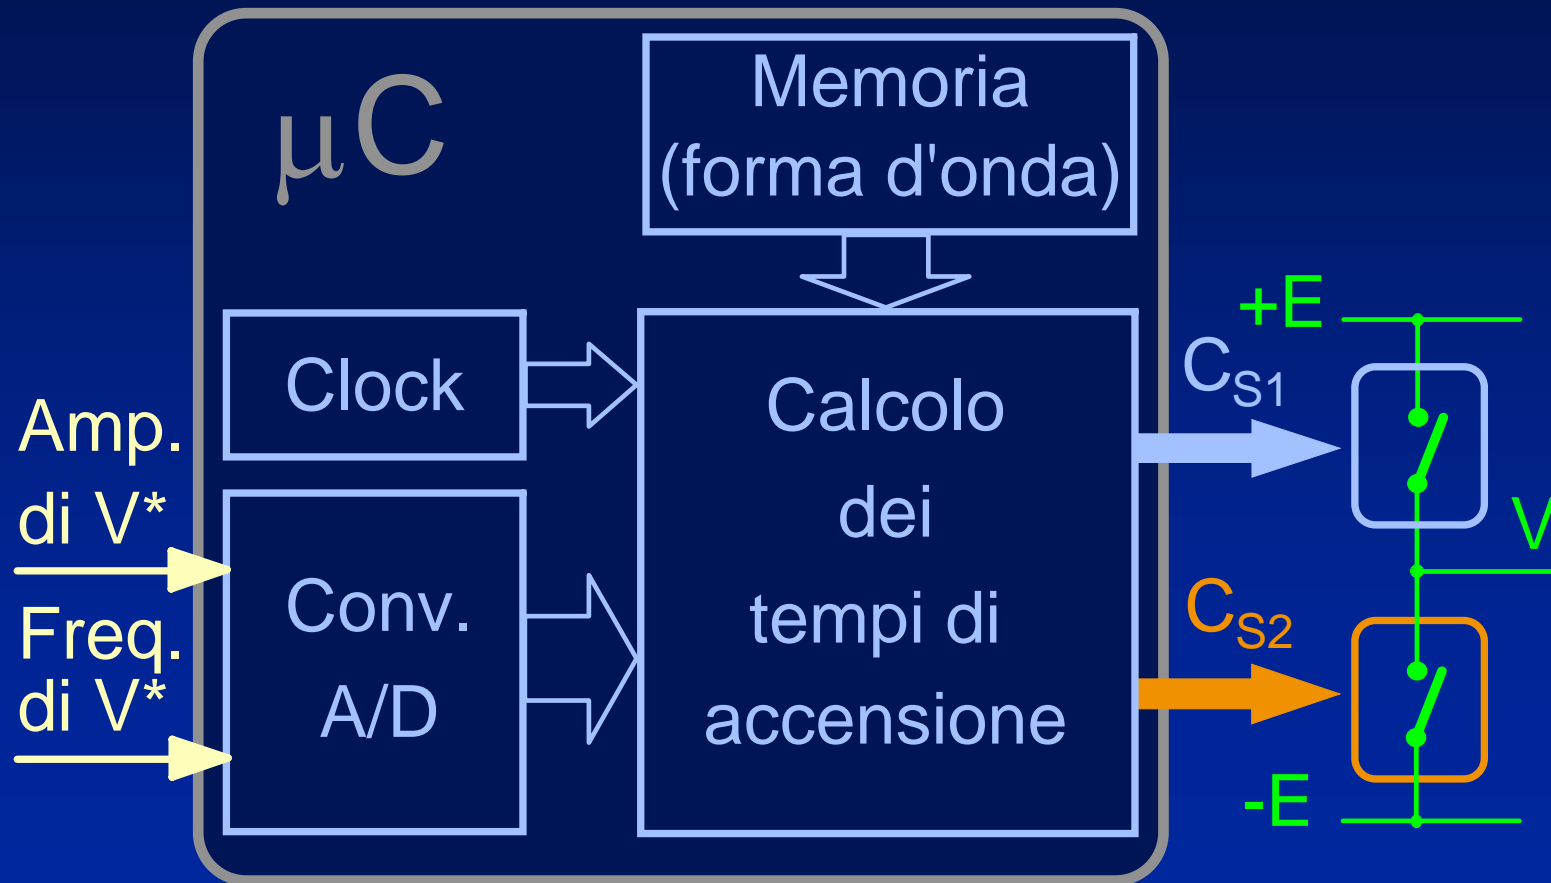 μC
Memoria
(forma d'onda)
Clock
Calcolo
dei
tempi di
accensione
Conv.
A/D
Amp.
di V*
Freq.
di V*
CS1
CS2
+E
V
-E